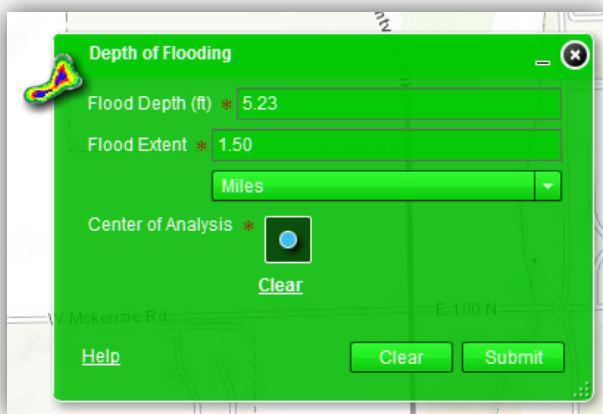 Depth of Flooding
Flood Depth (ft) * 5.23
Flood Extent * 1.50
Miles
Center of Analysis *
Clear
W Mckenzie Rd
E 100 N
Help
Clear
Submit